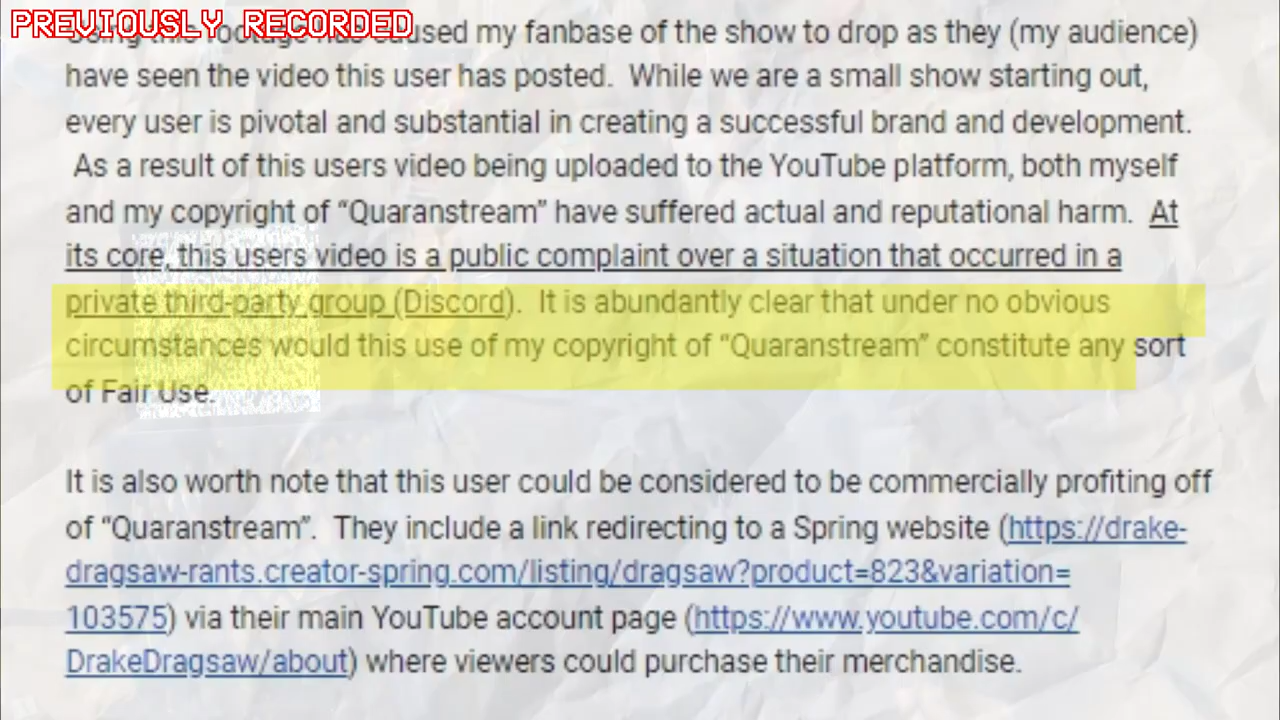 PREVIOUSLY RECORDED
Using this footage has caused my fanbase of the show to drop as they (my audience)
have seen the video this user has posted.  While we are a small show starting out,
every user is pivotal and substantial in creating a successful brand and development.
As a result of this users video being uploaded to the YouTube platform, both myself
and my copyright of “Quaranstream” have suffered actual and reputational harm.  At
its core, this users video is a public complaint over a situation that occurred in a
private third-party group (Discord).  It is abundantly clear that under no obvious
circumstances would this use of my copyright of “Quaranstream” constitute any sort
of Fair Use.
It is also worth note that this user could be considered to be commercially profiting off
of “Quaranstream”.  They include a link redirecting to a Spring website (https://drake-
dragsaw-rants.creator-spring.com/listing/dragsaw?product=823&variation=
103575) via their main YouTube account page (https://www.youtube.com/c/
DrakeDragsaw/about) where viewers could purchase their merchandise.